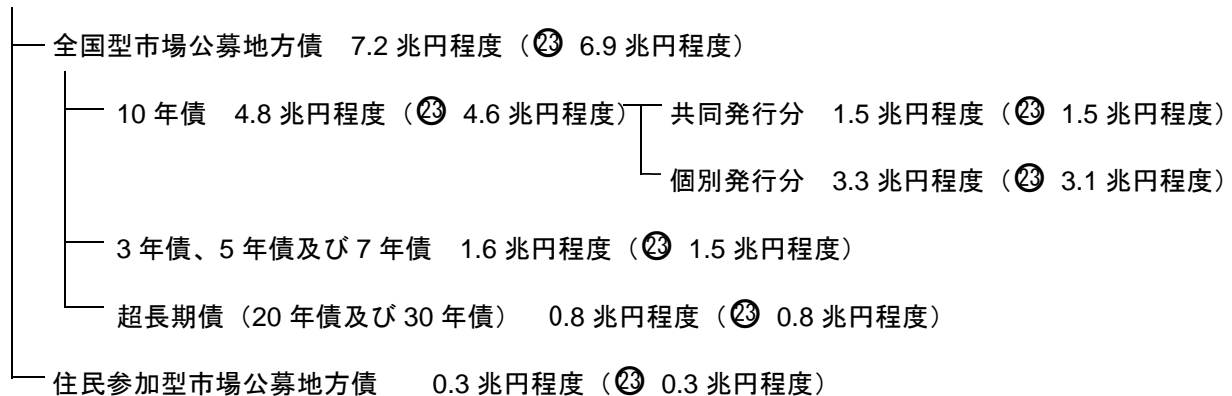 全国型市場公募地方債 7.2 兆円程度（㉓ 6.9 兆円程度）
10 年債 4.8 兆円程度（㉓ 4.6 兆円程度） 共同発行分 1.5 兆円程度（㉓ 1.5 兆円程度）
個別発行分 3.3 兆円程度（㉓ 3.1 兆円程度）
3 年債、5 年債及び 7 年債 1.6 兆円程度（㉓ 1.5 兆円程度）
超長期債（20 年債及び 30 年債） 0.8 兆円程度（㉓ 0.8 兆円程度）
住民参加型市場公募地方債 0.3 兆円程度（㉓ 0.3 兆円程度）